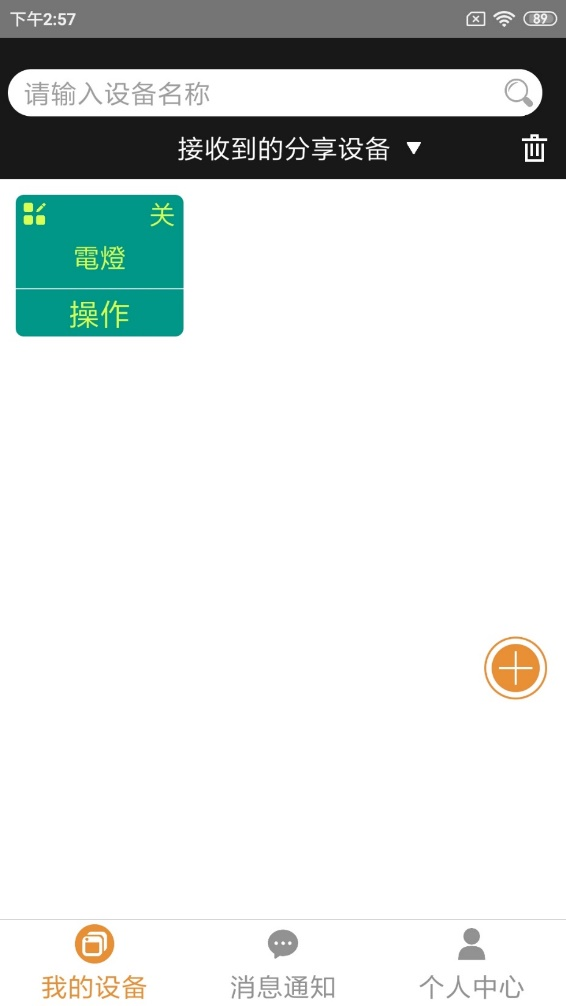 下午2:57
89
请输入设备名称
接收到的分享设备
关
電燈
操作
我的设备
消息通知
个人中心